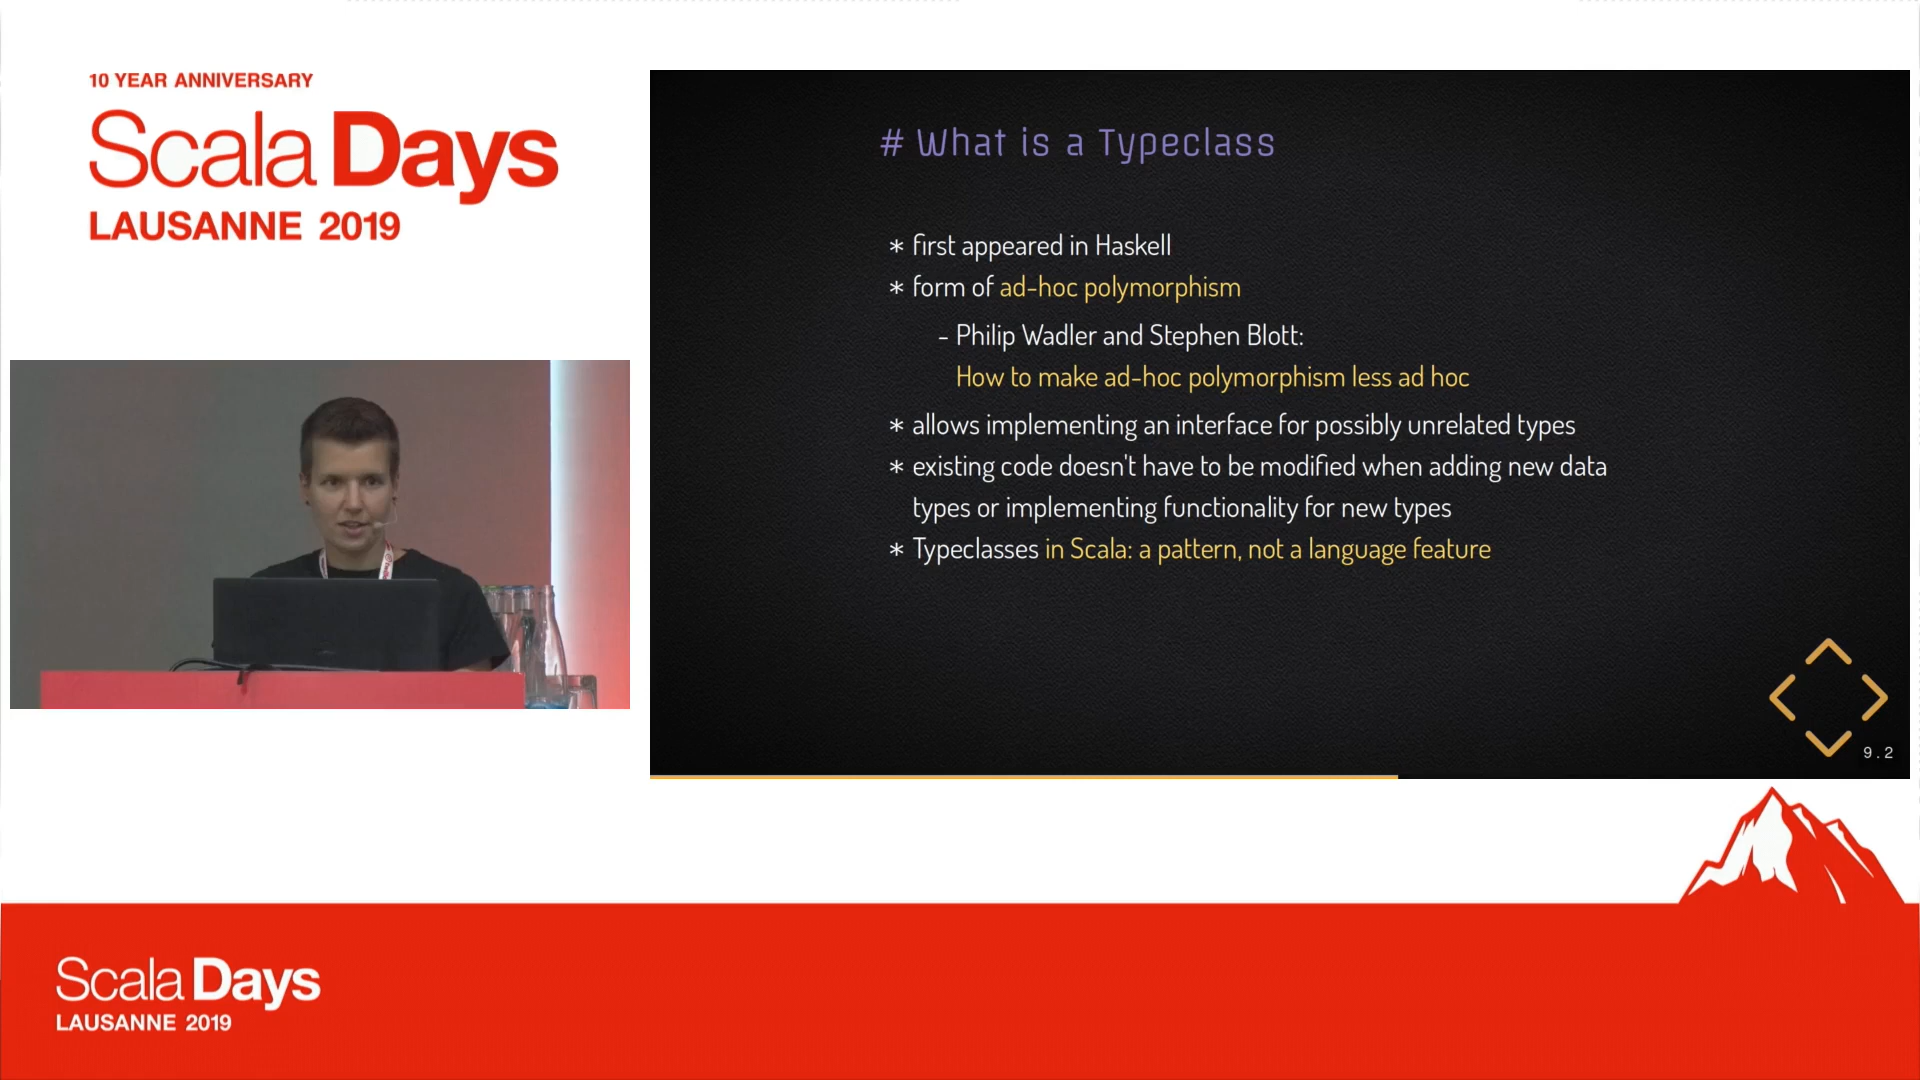 10 YEAR ANNIVERSARY
Scala Days
LAUSANNE 2019
# What is a Typeclass
* first appeared in Haskell
* form of ad-hoc polymorphism
- Philip Wadler and Stephen Blott:
How to make ad-hoc polymorphism less ad hoc
* allows implementing an interface for possibly unrelated types
* existing code doesn't have to be modified when adding new data
types or implementing functionality for new types
* Typeclasses in Scala: a pattern, not a language feature
9.2
Scala Days
LAUSANNE 2019